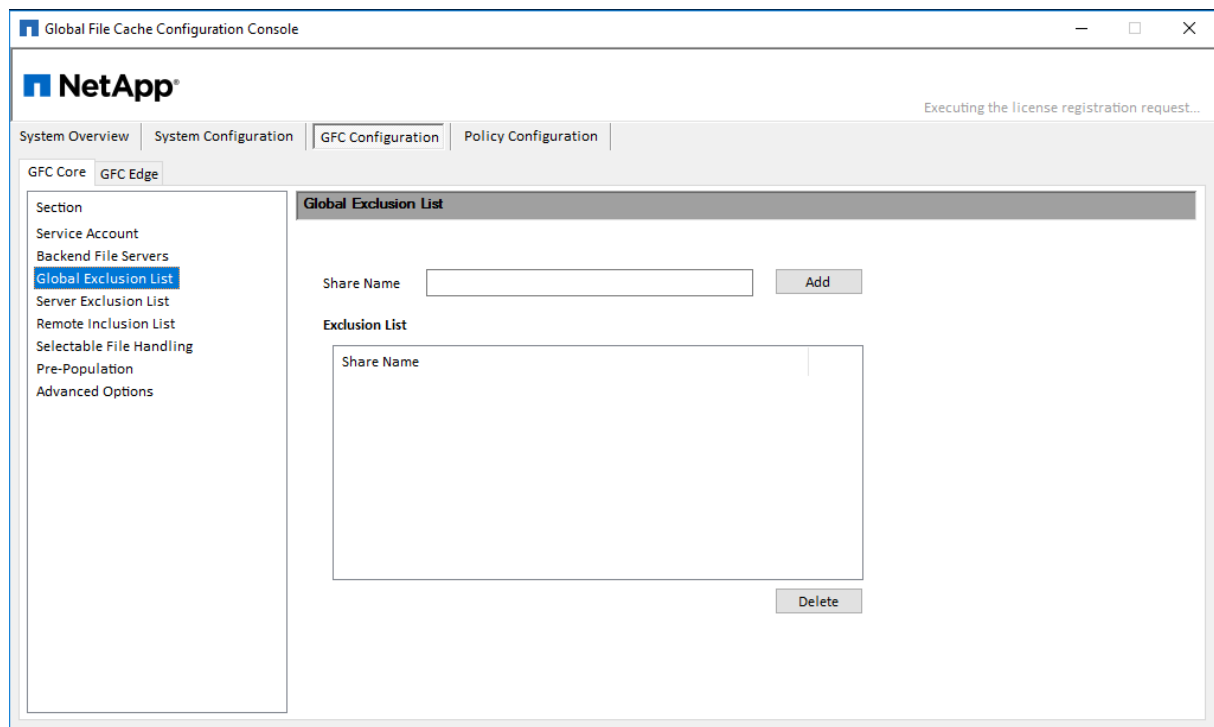 Global File Cache Configuration Console
NetApp®
Executing the license registration request...
System Overview System Configuration GFC Configuration Policy Configuration
GFC Core GFC Edge
Section
Service Account
Backend File Servers
Global Exclusion List
Server Exclusion List
Remote Inclusion List
Selectable File Handling
Pre-Population
Advanced Options
Global Exclusion List
Share Name Add
Exclusion List
Share Name
Delete